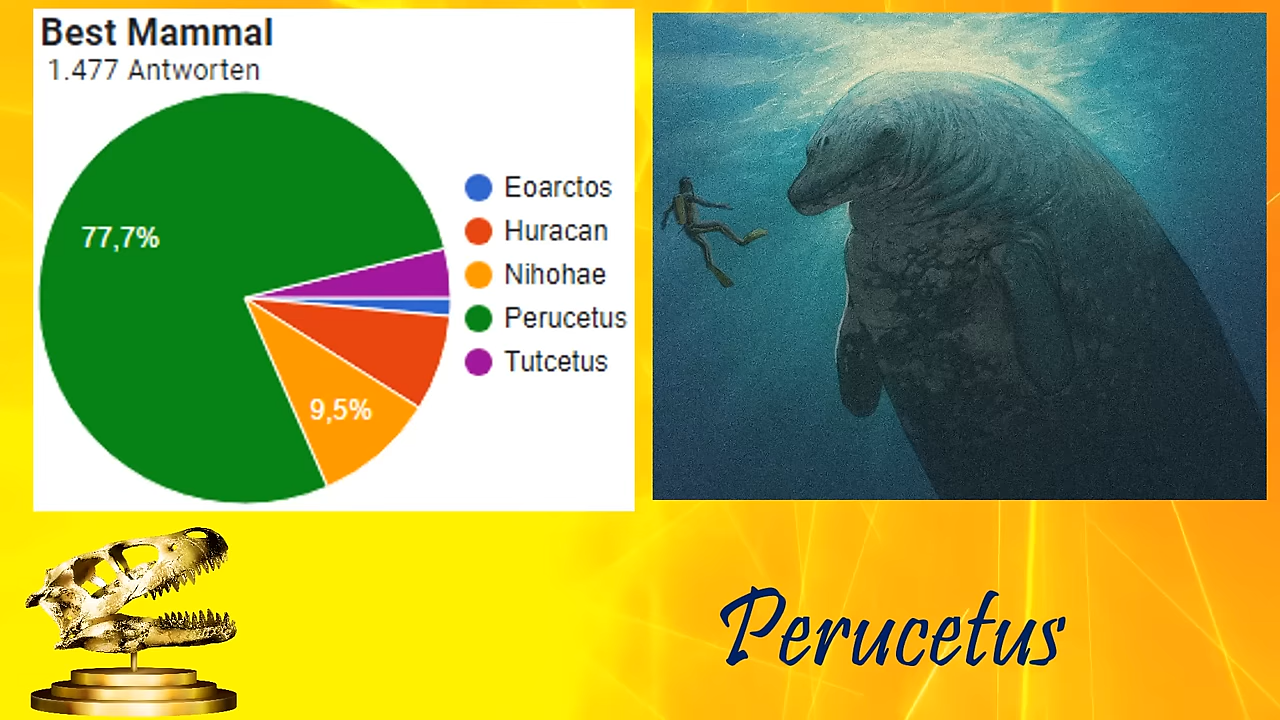 Best Mammal
1.477 Antworten
77,7%
9,5%
Eoarctos
Huracan
Nihohae
Perucetus
Tutcetus
Perucetus